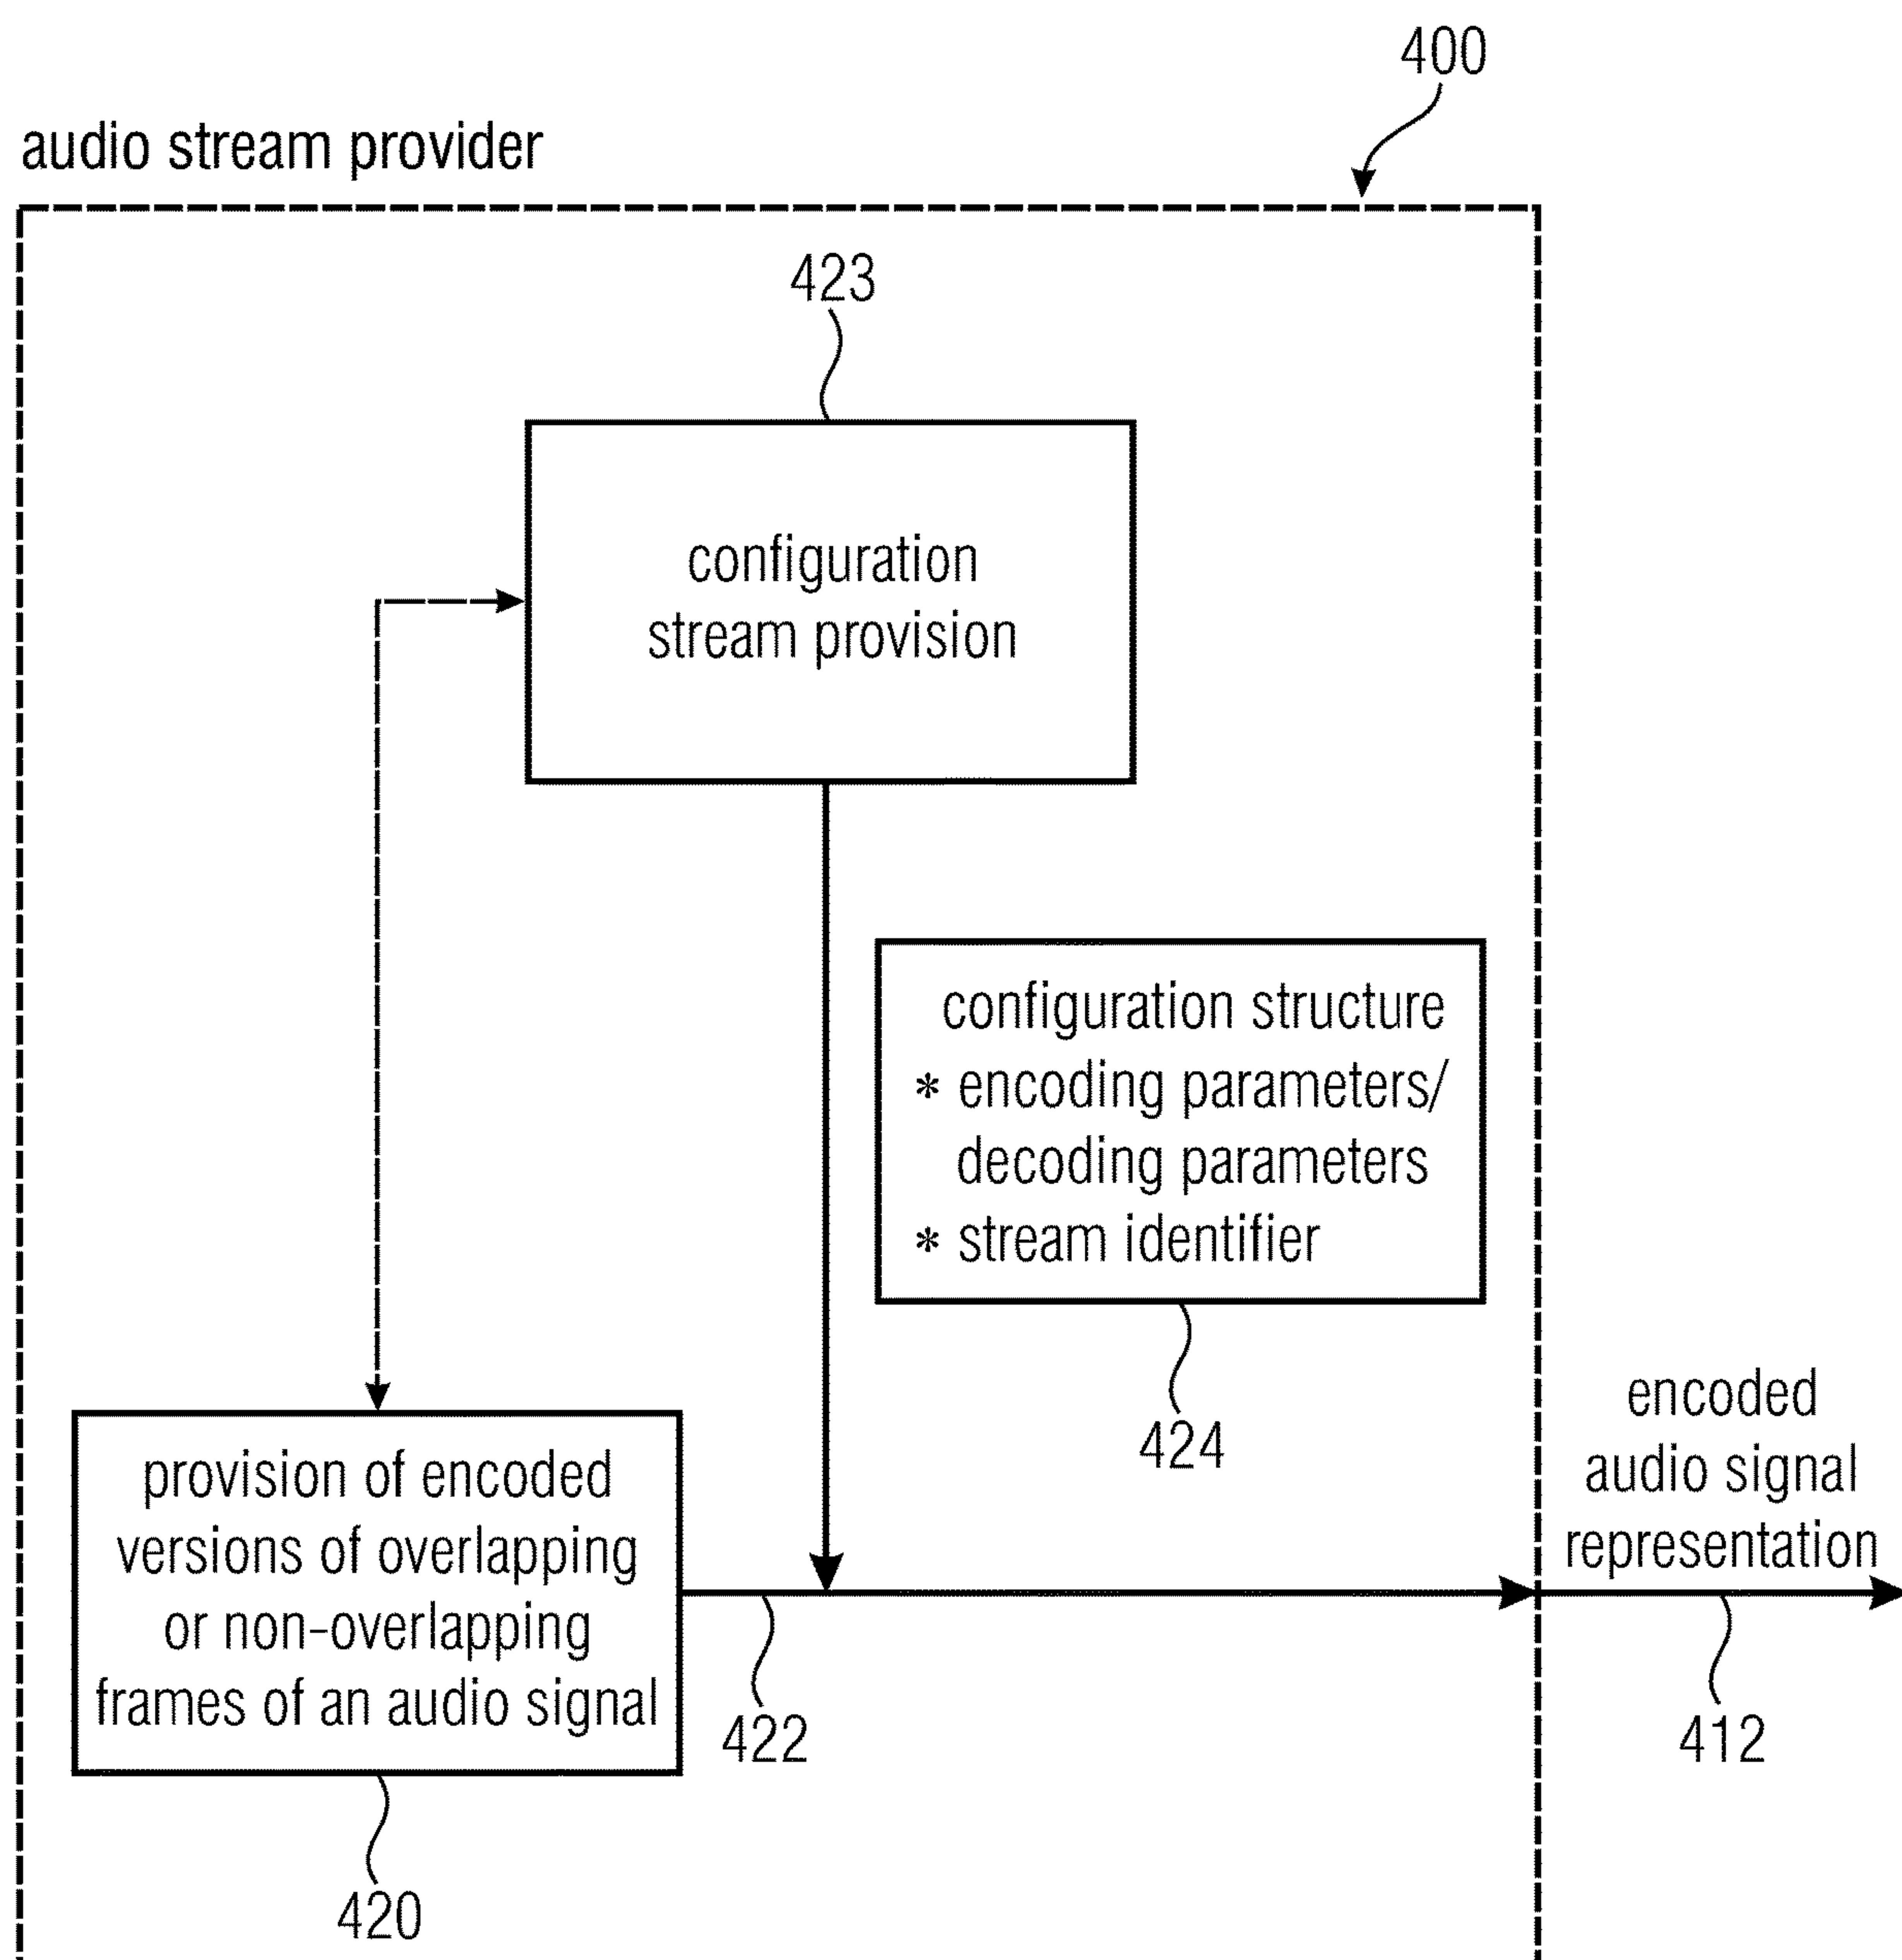 400
audio stream provider
423
configuration
stream provision
configuration structure
* encoding parameters/
decoding parameters
* stream identifier
424
encoded
audio signal
representation
provision of encoded
versions of overlapping
or non-overlapping
frames of an audio signal
422
412
420